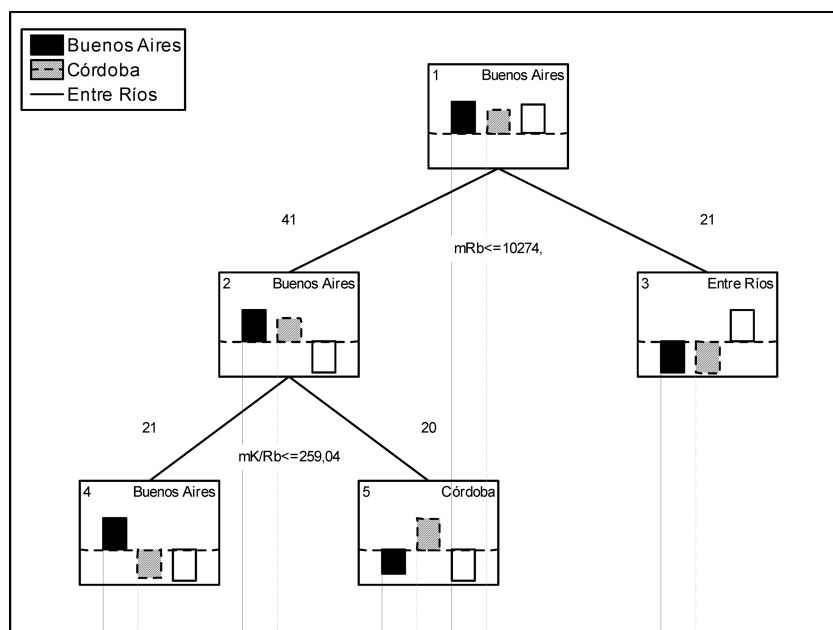 Buenos Aires
Córdoba
Entre Ríos
1 Buenos Aires
41
21
mRb<=10274,
2 Buenos Aires
3 Entre Ríos
21
20
mK/Rb<=259,04
4 Buenos Aires
5 Córdoba